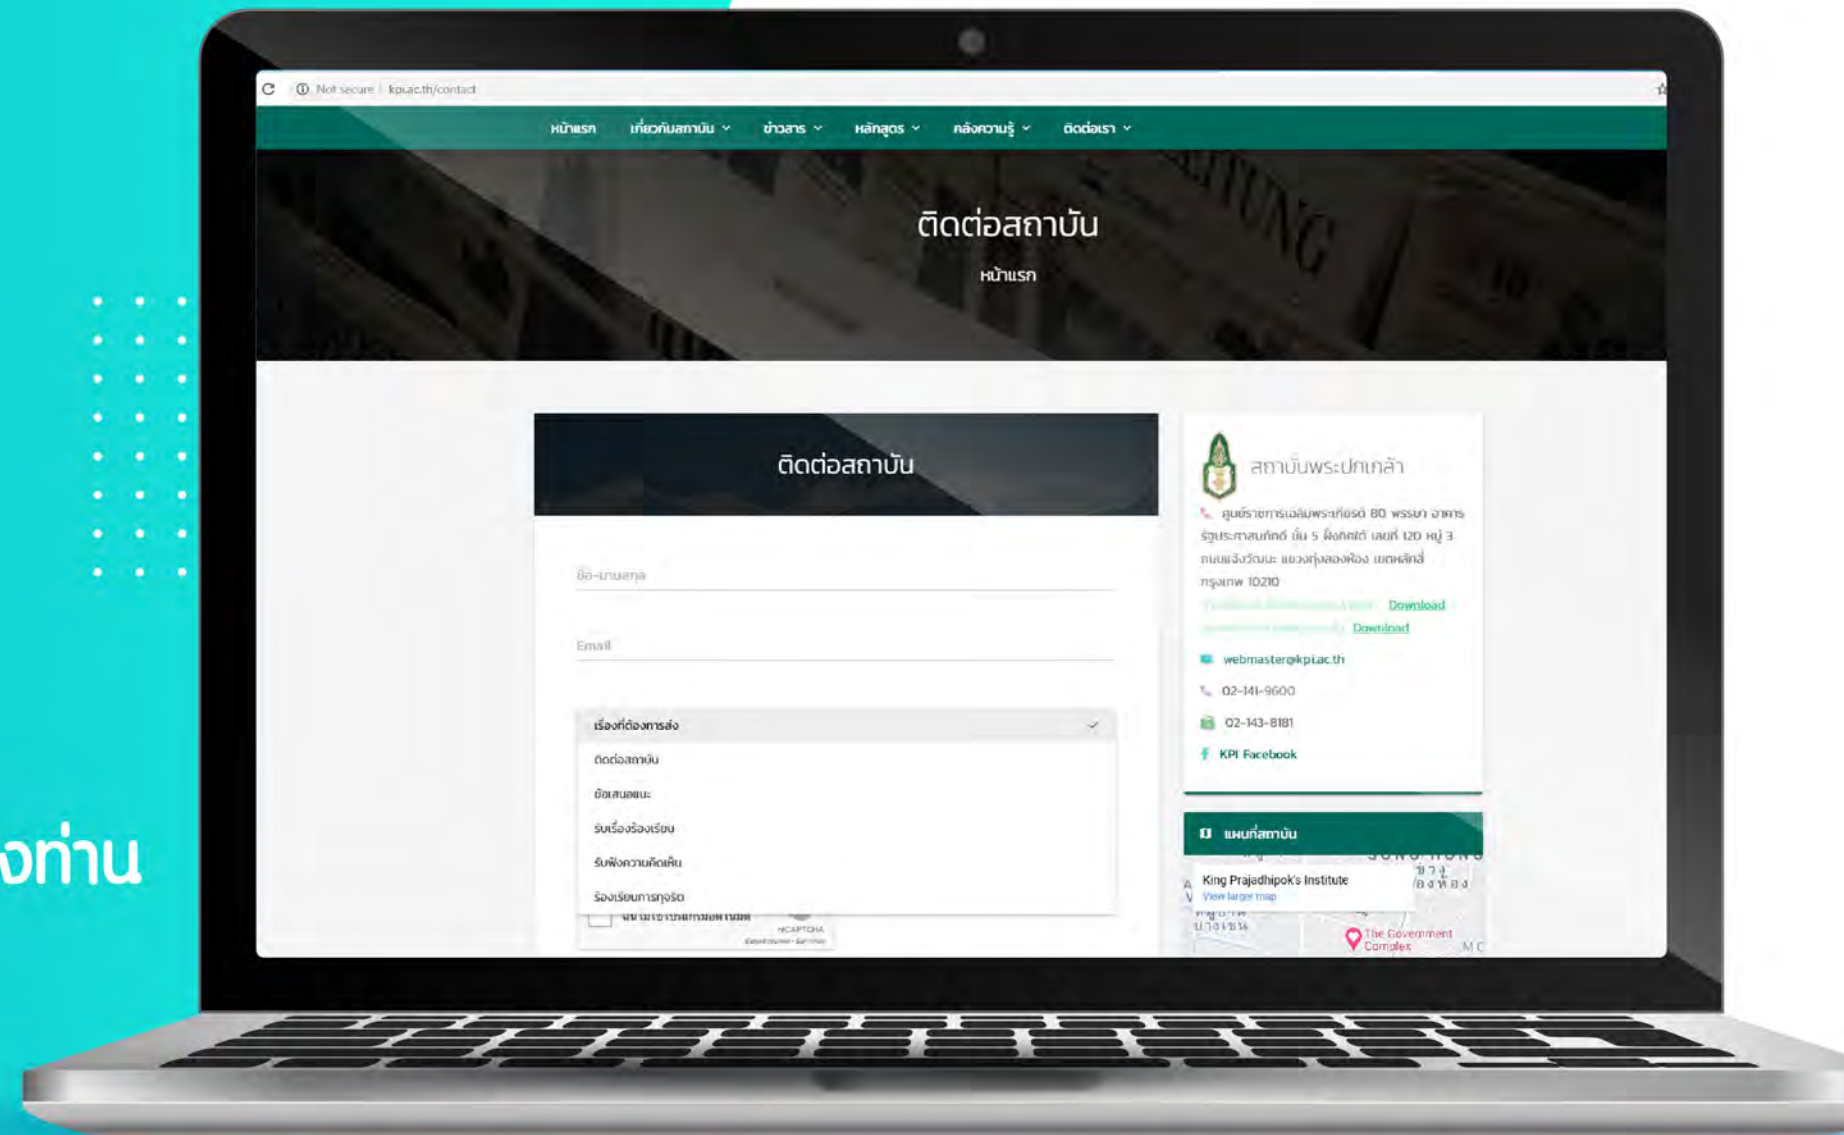 Not secure | kpi.ac.th/contact
หน้าแรก เกี่ยวกับสถาบัน ข่าวสาร หลักสูตร คลังความรู้ ติดต่อเรา
ITUNG
ติดต่อสถาบัน
หน้าแรก
ติดต่อสถาบัน
ชื่อ-นามสกุล
Email
เรื่องที่ต้องการส่ง
ติดต่อสถาบัน
ข้อเสนอแนะ
รับเรื่องร้องเรียน
รับฟังความคิดเห็น
ร้องเรียนการทุจริต
reCAPTCHA
สถาบันพระปกเกล้า
ศูนย์ราชการเฉลิมพระเกียรติ 80 พรรษา อาคาร
รัฐประศาสนภักดี ชั้น 5 ฝั่งทิศใต้ เลขที่ 120 หมู่ 3
ถนนแจ้งวัฒนะ แขวงทุ่งสองห้อง เขตหลักสี่
กรุงเทพ 10210
Download
Download
webmaster@kpi.ac.th
02-141-9600
02-143-8181
KPI Facebook
แผนที่สถาบัน
King Prajadhipok's Institute
View larger map
บางเขน
The Government
Complex
งท่าน